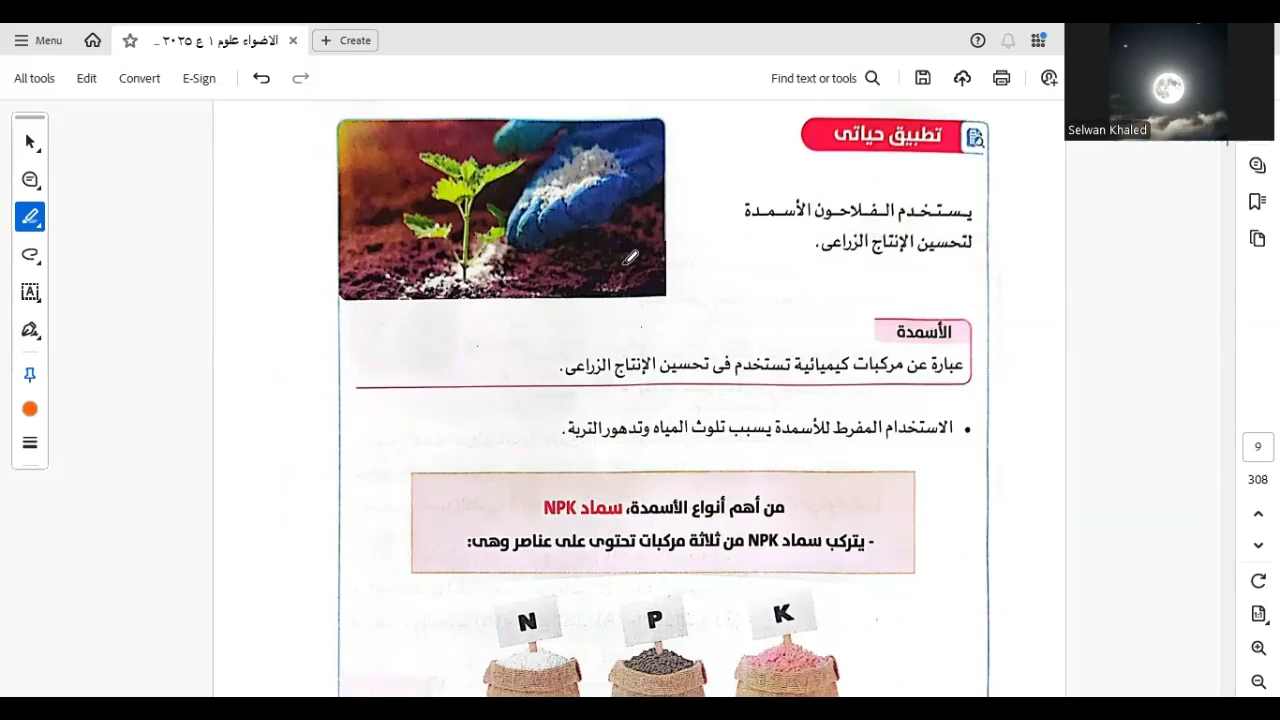 Menu
الاضواء علوم ١ ع ٢٠٢٥ ...
Create
All tools
Edit
Convert
E-Sign
Find text or tools
Selwan Khaled
تطبيق حياتى
يستخدم الفلاحون الأسمدة
لتحسين الإنتاج الزراعى.
الأسمدة
عبارة عن مركبات كيميائية تستخدم فى تحسين الإنتاج الزراعى.
• الاستخدام المفرط للأسمدة يسبب تلوث المياه وتدهور التربة.
من أهم أنواع الأسمدة، سماد NPK
- يتركب سماد NPK من ثلاثة مركبات تحتوى على عناصر وهى:
N
P
K
9
308